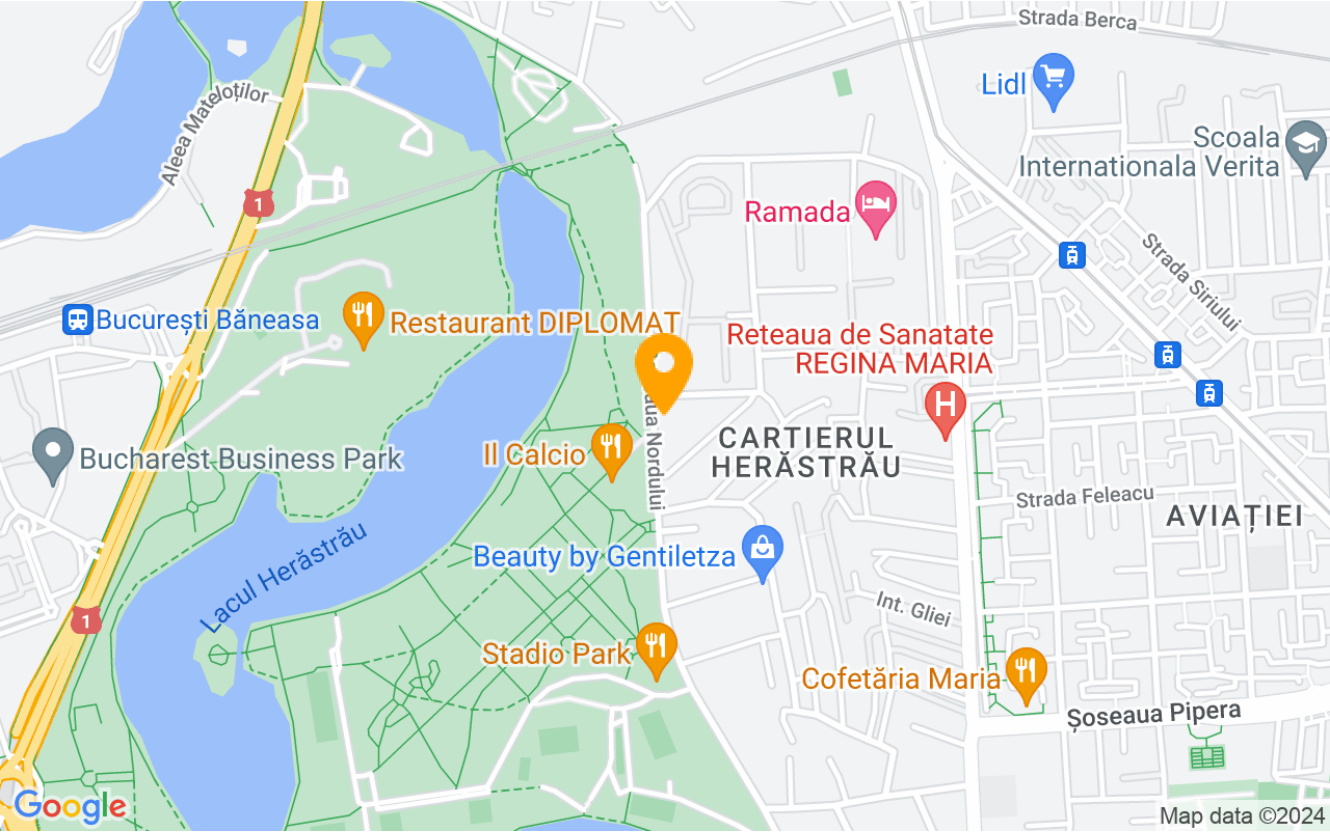 Strada Berca
Lidl
Aleea Mateloților
Scoala
Internationala Verita
1
Ramada
Strada Siriului
București Băneasa
Restaurant DIPLOMAT
Reteaua de Sanatate
REGINA MARIA
H
Nordului
CARTIERUL
HERĂSTRĂU
Il Calcio
Bucharest Business Park
Strada Feleacu
AVIAȚIEI
Lacul Herăstrău
Beauty by Gentiletza
Int. Gliei
1
Stadio Park
Cofetăria Maria
Șoseaua Pipera
Google
Map data ©2024